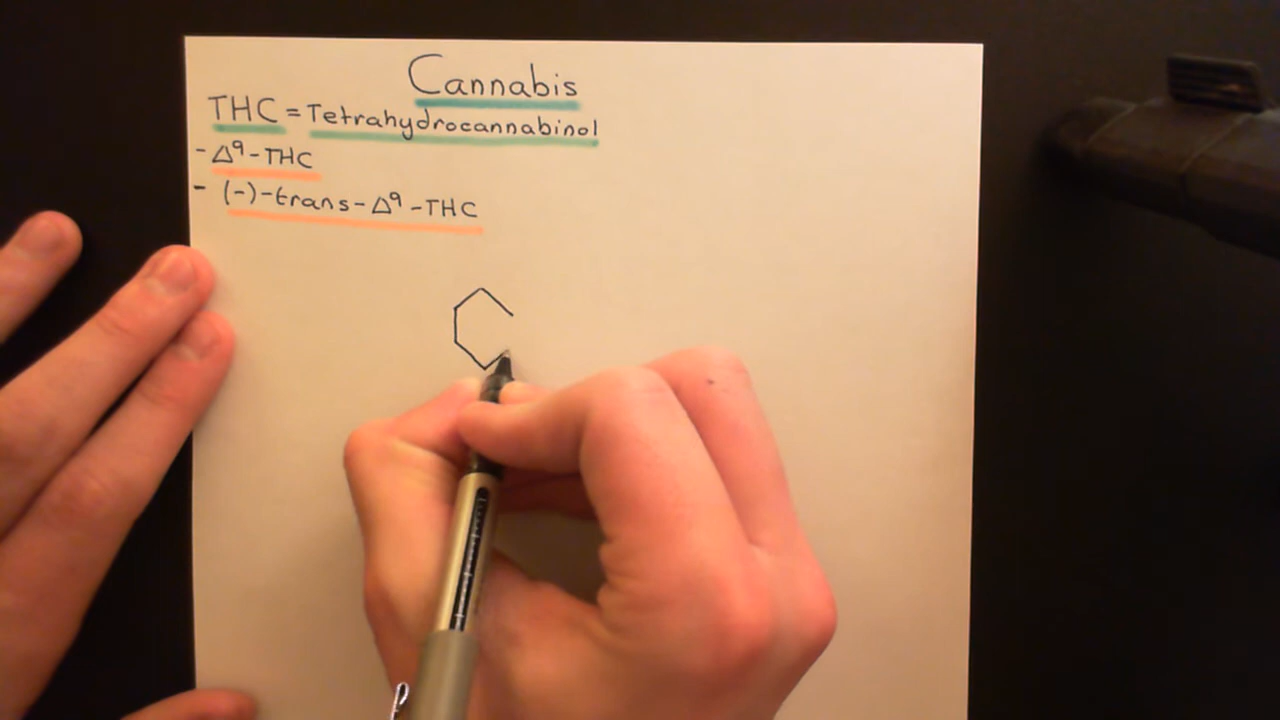 Cannabis
THC = Tetrahydrocannabinol
- Δ⁹-THC
- (-)-trans-Δ⁹-THC